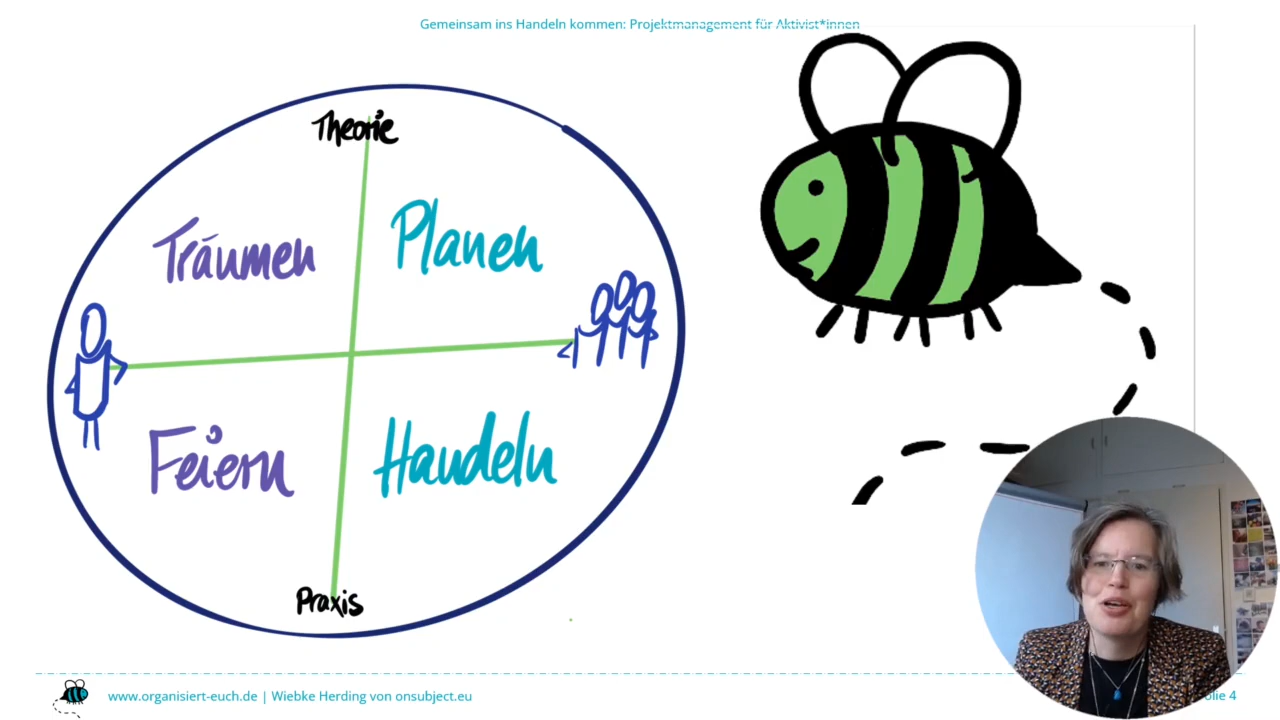 Gemeinsam ins Handeln kommen: Projektmanagement für Aktivist*innen
Theorie
Träumen
Planen
Feiern
Handeln
Praxis
www.organisiert-euch.de | Wiebke Herding von onsubject.eu
4